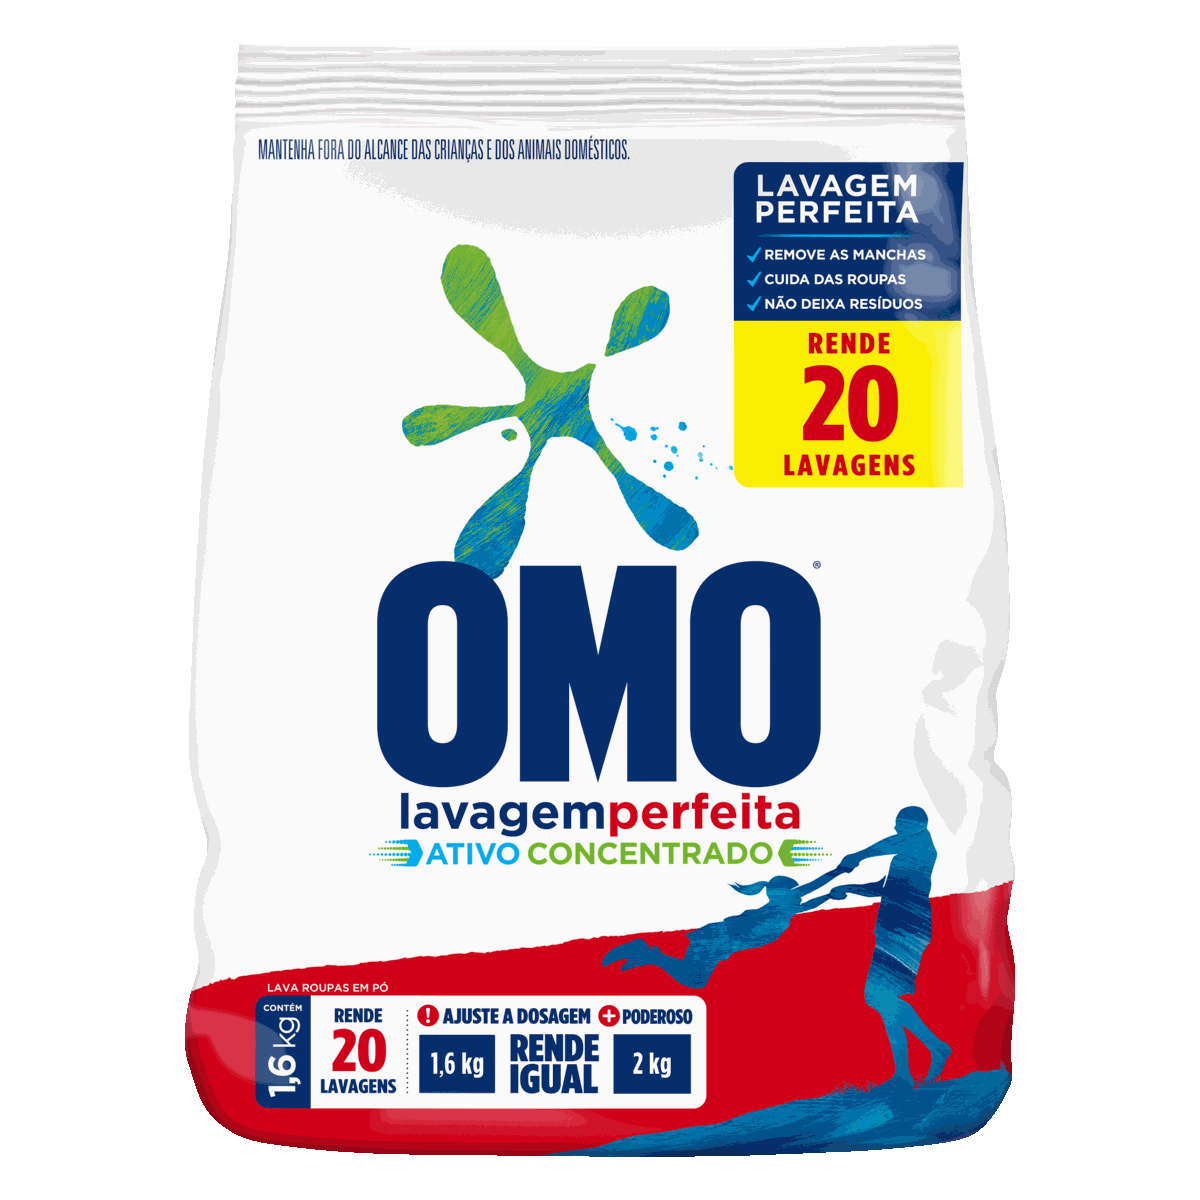 MANTENHA FORA DO ALCANCE DAS CRIANÇAS E DOS ANIMAIS DOMÉSTICOS.
LAVAGEM
PERFEITA
REMOVE AS MANCHAS
CUIDA DAS ROUPAS
NÃO DEIXA RESÍDUOS
RENDE
20
LAVAGENS
OMO®
lavagemperfeita
ATIVO CONCENTRADO
LAVA ROUPAS EM PÓ
CONTÉM
1,6 kg
RENDE
20
LAVAGENS
! AJUSTE A DOSAGEM + PODEROSO
1,6 kg
RENDE
IGUAL
2 kg